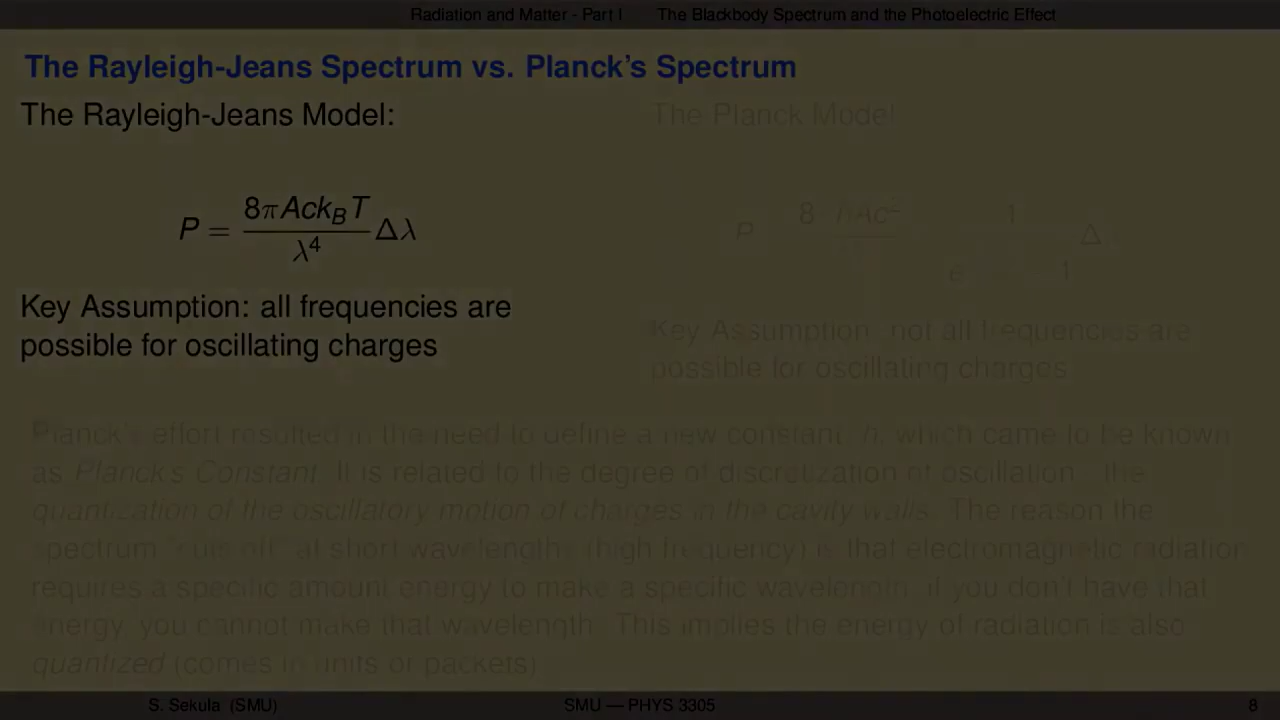 Radiation and Matter - Part I The Blackbody Spectrum and the Photoelectric Effect
The Rayleigh-Jeans Spectrum vs. Planck's Spectrum
The Rayleigh-Jeans Model:
P = 8πAck_BT / λ⁴ Δλ
Key Assumption: all frequencies are
possible for oscillating charges
The Planck Model
Key Assumption: not all frequencies are
possible for oscillating charges
Planck's effort resulted in the need to define a new constant, h, which came to be known
as Planck's Constant. It is related to the degree of discretization of oscillation - the
quantization of the oscillatory motion of charges in the cavity walls. The reason the
spectrum "cuts off" at short wavelengths (high frequency) is that electromagnetic radiation
requires a specific amount energy to make a specific wavelength, if you don't have that
energy, you cannot make that wavelength. This implies the energy of radiation is also
quantized (comes in units or packets)
S. Sekula (SMU) SMU — PHYS 3305 8